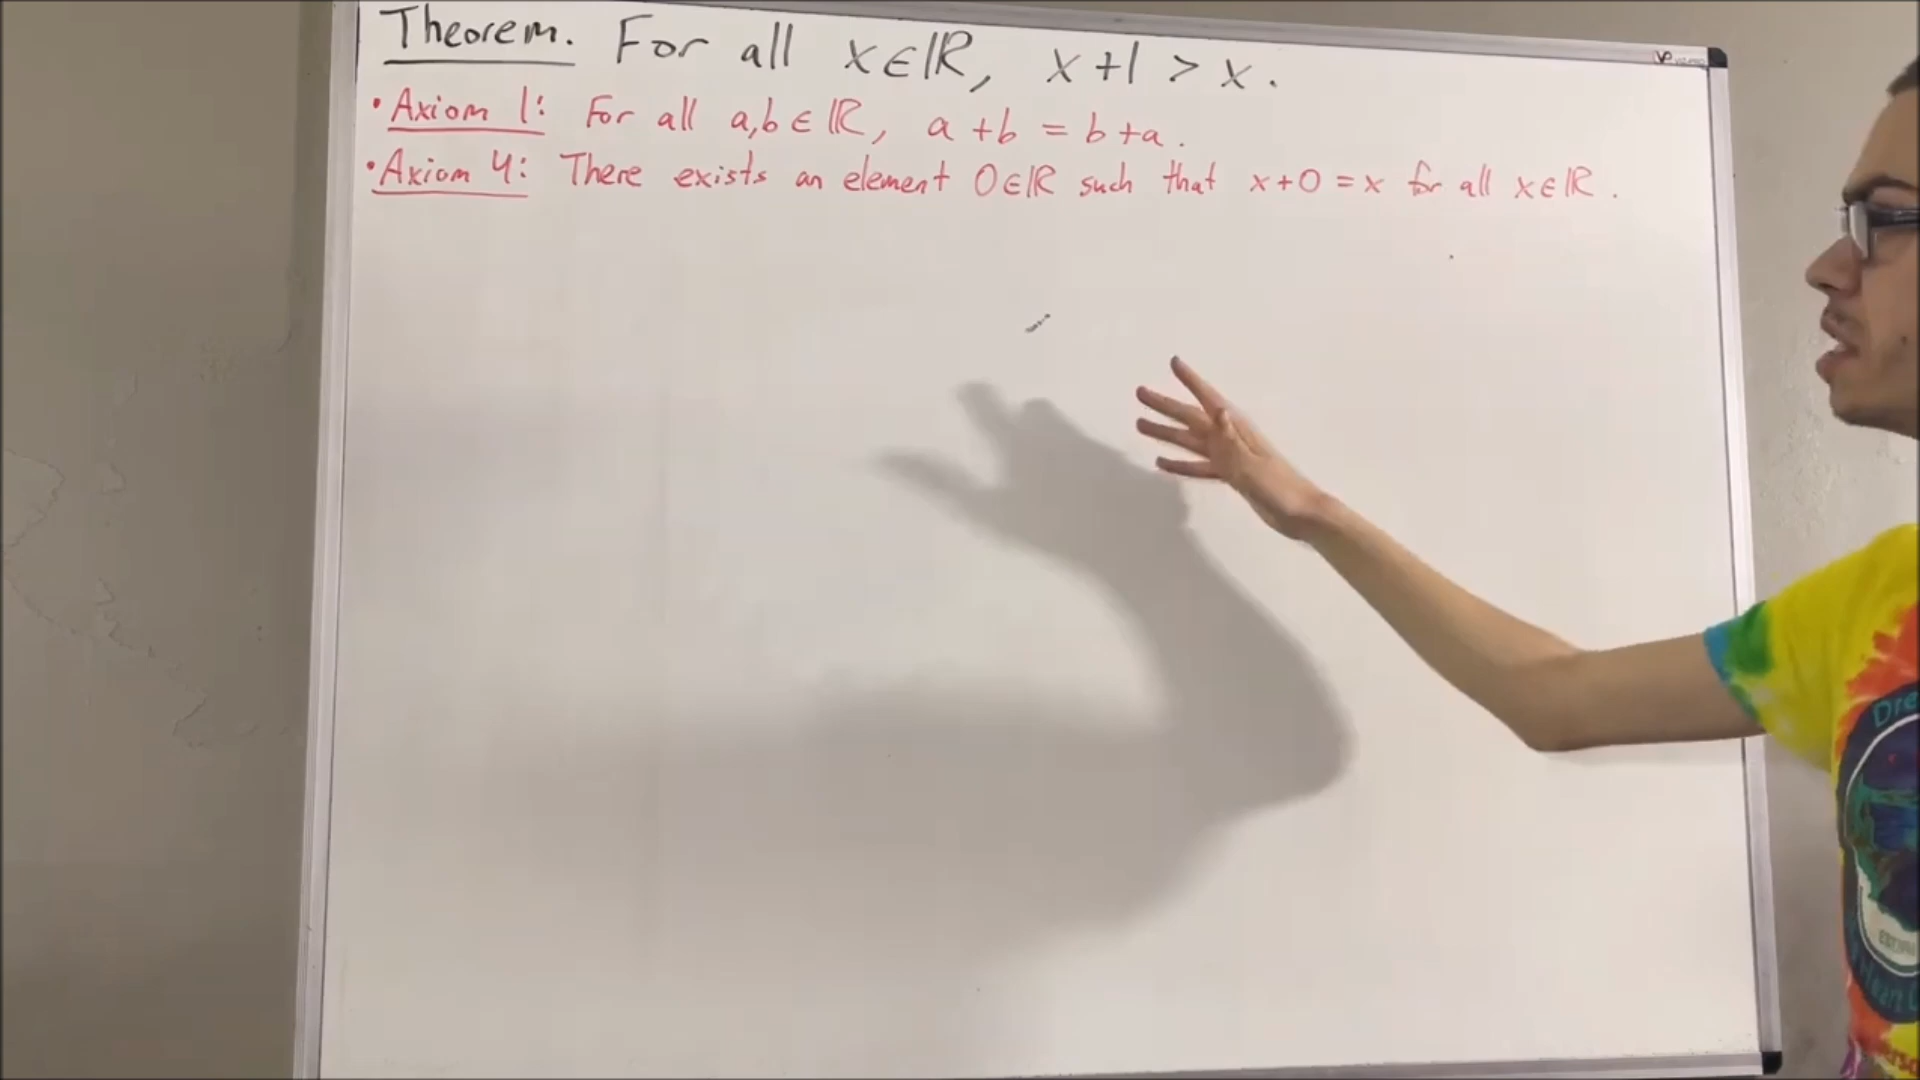 Theorem. For all x∈ℝ, x+1 > x.
• Axiom 1: For all a,b∈ℝ, a+b = b+a.
• Axiom 4: There exists an element 0∈ℝ such that x+0=x for all x∈ℝ.
Dre